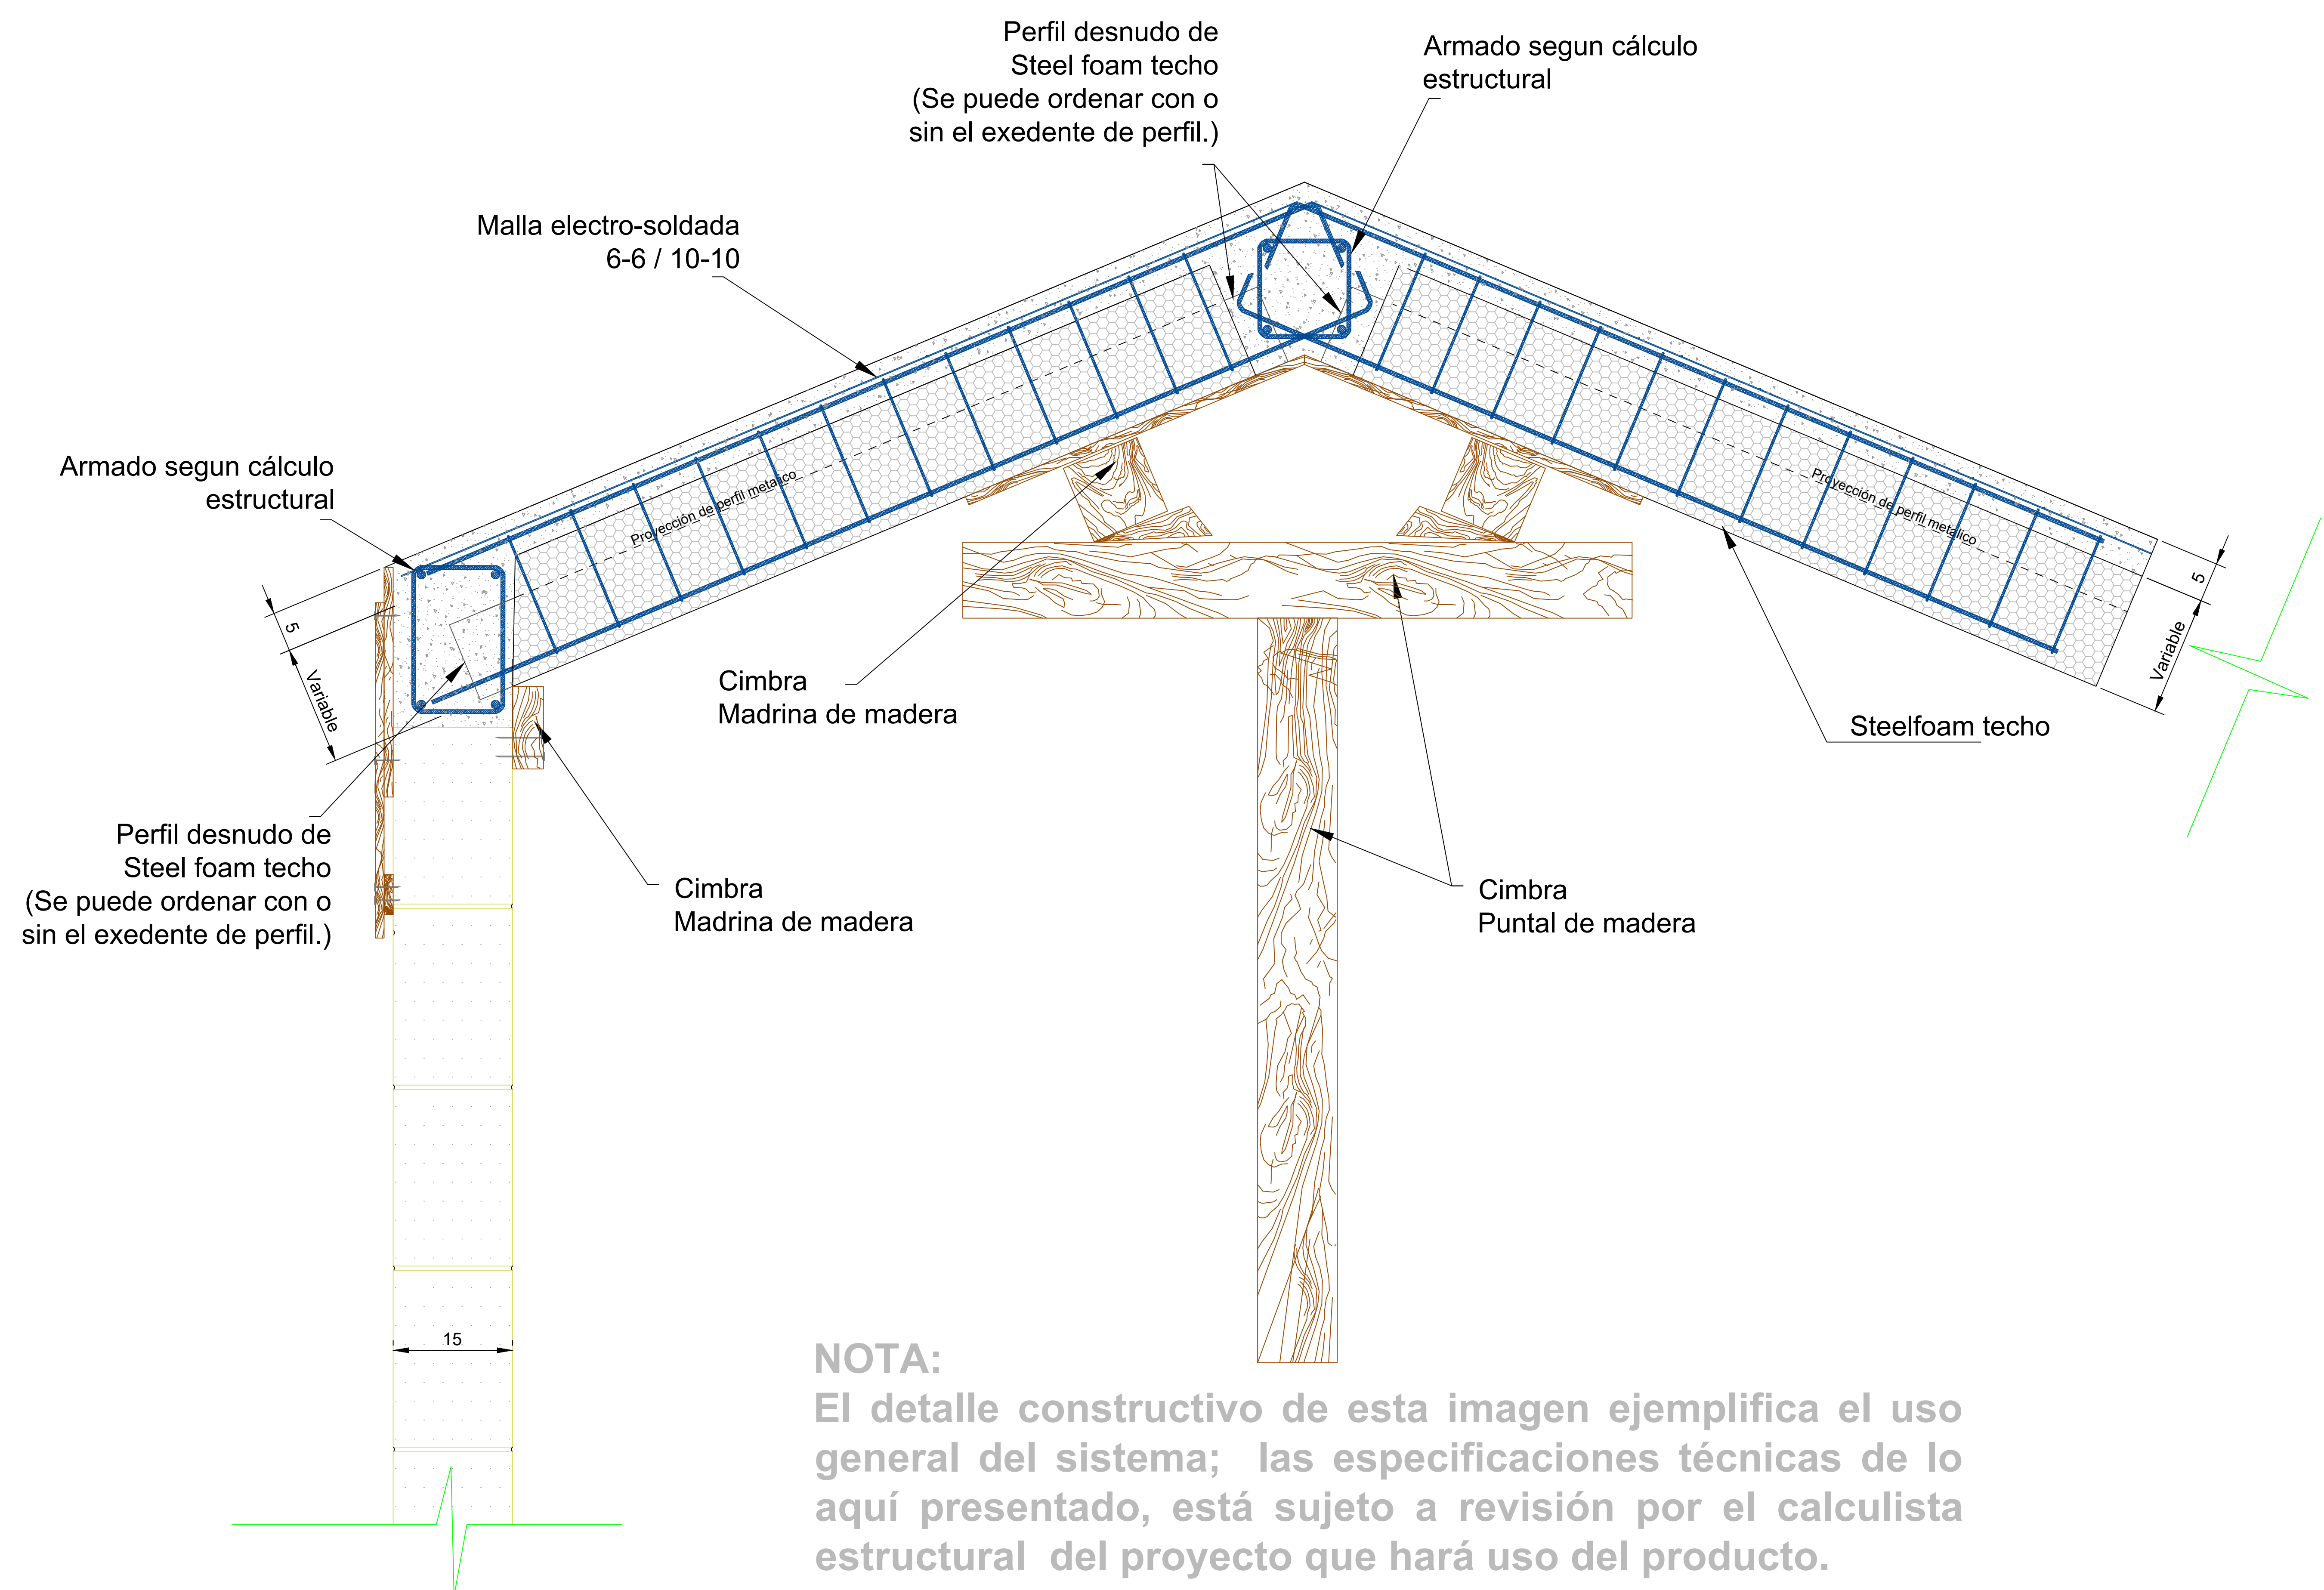 Perfil desnudo de
Steel foam techo
(Se puede ordenar con o
sin el exedente de perfil.)
Armado segun cálculo
estructural
Malla electro-soldada
6-6 / 10-10
Armado segun cálculo
estructural
Proyección de perfil metalico
Proyección de perfil metalico
5
Variable
5
Variable
Cimbra
Madrina de madera
Steelfoam techo
Perfil desnudo de
Steel foam techo
(Se puede ordenar con o
sin el exedente de perfil.)
Cimbra
Madrina de madera
Cimbra
Puntal de madera
15
NOTA:
El detalle constructivo de esta imagen ejemplifica el uso
general del sistema; las especificaciones técnicas de lo
aquí presentado, está sujeto a revisión por el calculista
estructural del proyecto que hará uso del producto.